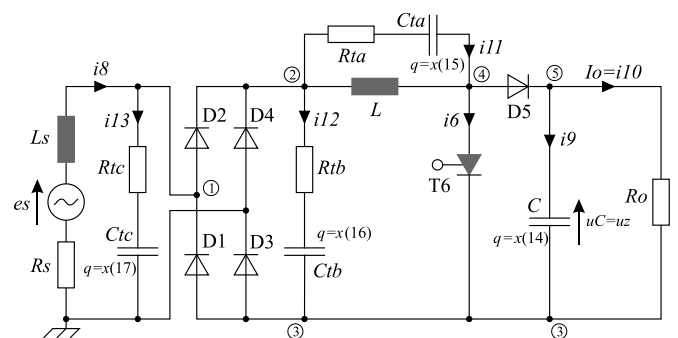 Cta
i11
Rta
q=x(15)
i8
②
④
⑤
Io=i10
L
D5
i13
D2
D4
i12
i6
i9
Ls
Rtc
Rtb
T6
①
es
Ro
C
uC=uz
Ctc
q=x(16)
q=x(14)
D1
D3
Rs
q=x(17)
Ctb
③
③